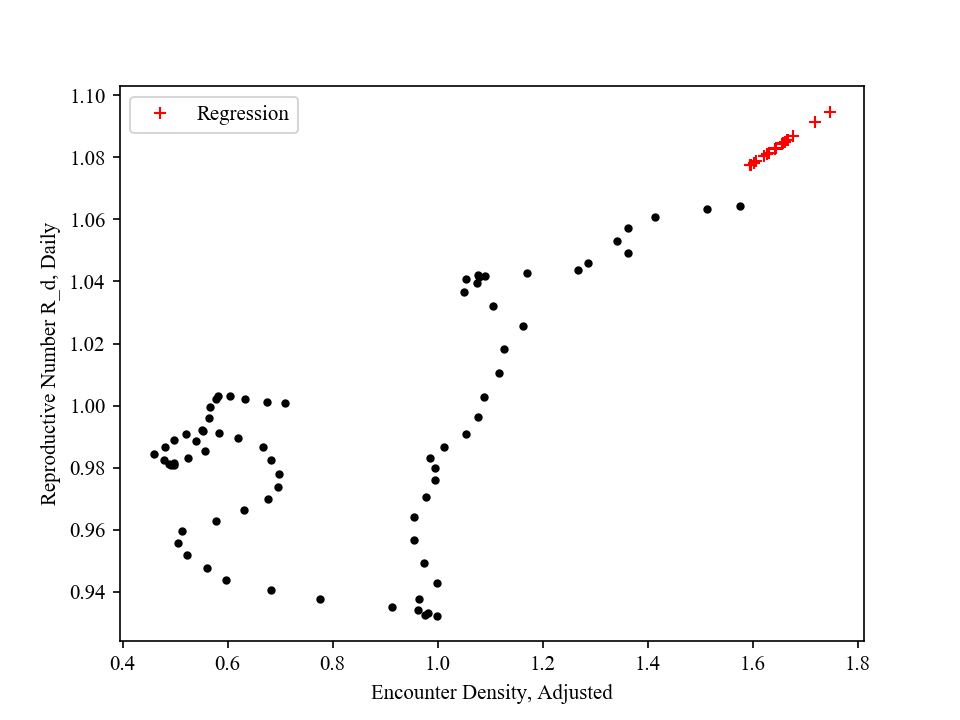 Regression
1.10
1.08
1.06
1.04
1.02
1.00
0.98
0.96
0.94
Reproductive Number R_d, Daily
0.4 0.6 0.8 1.0 1.2 1.4 1.6 1.8
Encounter Density, Adjusted